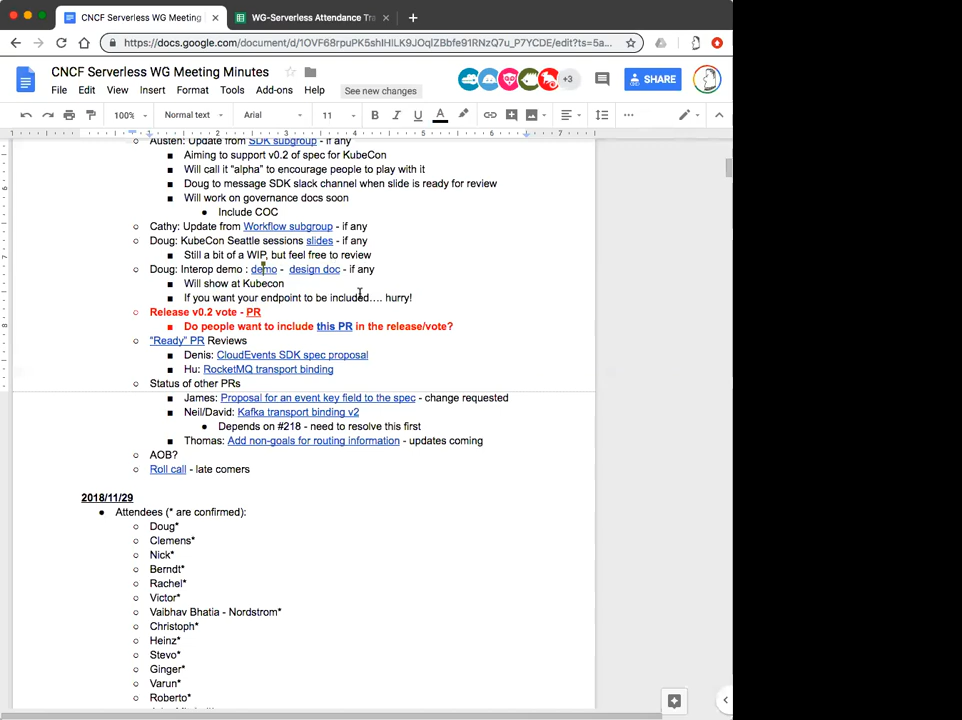 CNCF Serverless WG Meeting
WG-Serverless Attendance Tra
https://docs.google.com/document/d/
CNCF Serverless WG Meeting Minutes
File Edit View Insert Format Tools Add-ons Help
See new changes
+3
SHARE
100% Normal text Arial 11 B I U A
1 1 2 3 4 5 6 7
Austen: Update from SDK subgroup - if any
Aiming to support v0.2 of spec for KubeCon
Will call it “alpha” to encourage people to play with it
Doug to message SDK slack channel when slide is ready for review
Will work on governance docs soon
Include COC
Cathy: Update from Workflow subgroup - if any
Doug: KubeCon Seattle sessions slides - if any
Still a bit of a WIP, but feel free to review
Doug: Interop demo : demo - design doc - if any
Will show at Kubecon
If you want your endpoint to be included…. hurry!
Release v0.2 vote - PR
Do people want to include this PR in the release/vote?
“Ready” PR Reviews
Denis: CloudEvents SDK spec proposal
Hu: RocketMQ transport binding
Status of other PRs
James: Proposal for an event key field to the spec - change requested
Neil/David: Kafka transport binding v2
Depends on #218 - need to resolve this first
Thomas: Add non-goals for routing information - updates coming
AOB?
Roll call - late comers
2018/11/29
Attendees (* are confirmed):
Doug*
Clemens*
Nick*
Berndt*
Rachel*
Victor*
Vaibhav Bhatia - Nordstrom*
Christoph*
Heinz*
Stevo*
Ginger*
Varun*
Roberto*